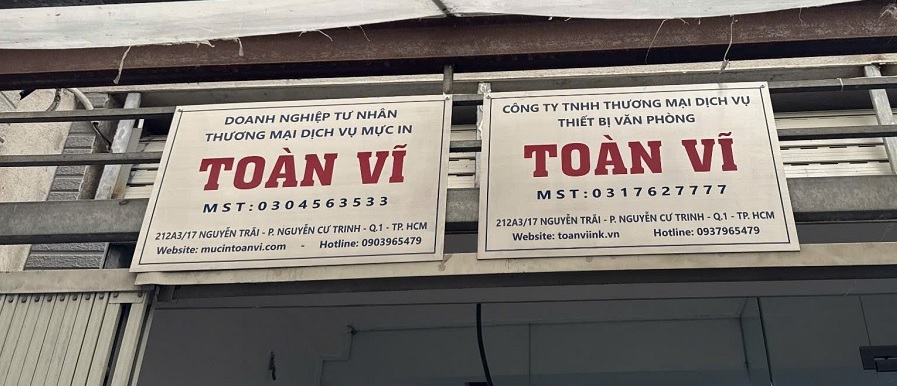 DOANH NGHIỆP TƯ NHÂN
THƯƠNG MẠI DỊCH VỤ MỰC IN
TOÀN VĨ
MST:0304563533
212A3/17 NGUYỄN TRÃI - P. NGUYỄN CƯ TRINH - Q.1 - TP. HCM
Website: mucintoanvi.com - Hotline: 0903965479
CÔNG TY TNHH THƯƠNG MẠI DỊCH VỤ
THIẾT BỊ VĂN PHÒNG
TOÀN VĨ
MST:0317627777
212A3/17 NGUYỄN TRÃI - P. NGUYỄN CƯ TRINH - Q.1 - TP. HCM
Website: toanviink.vn - Hotline: 0937965479